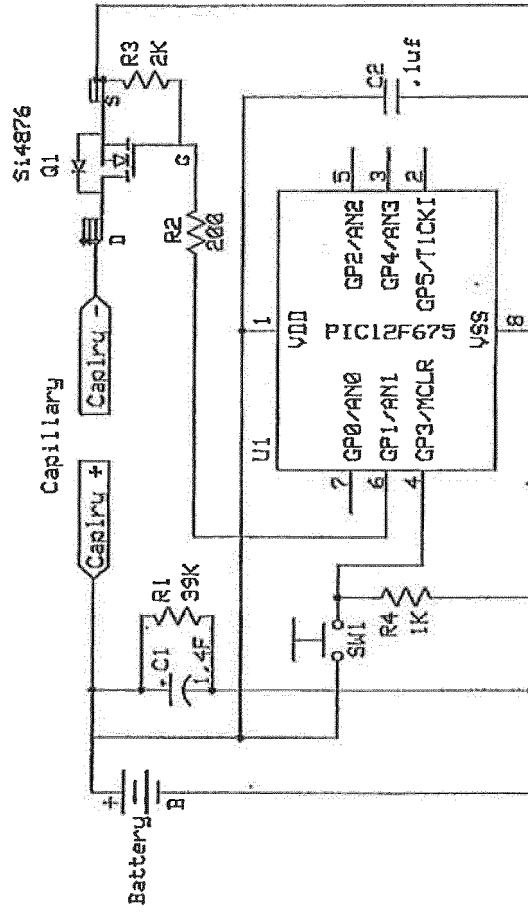 Si4876
Q1
D
S
G
R3
2K
R2
200
Capillary
Caplry +
Caplry -
C2
.1uf
U1
1
VDD
PIC12F675
VSS
8
GP2/AN2
5
GP4/AN3
3
GP5/T1CKI
2
GP0/AN0
7
GP1/AN1
6
GP3/MCLR
4
R1
39K
+
C1
1.4F
SW1
R4
1K
Battery
+
B